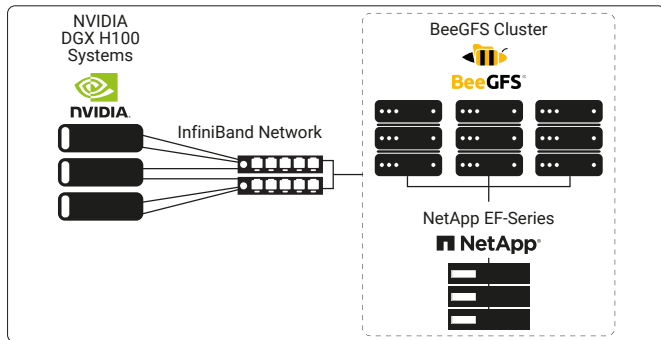 NVIDIA
DGX H100
Systems
NVIDIA.
InfiniBand Network
BeeGFS Cluster
BeeGFS®
NetApp EF-Series
NetApp®